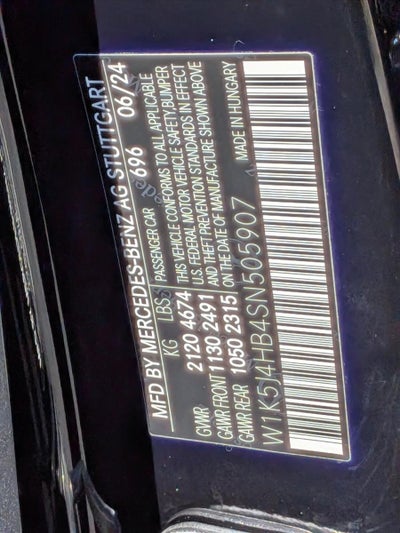 MFD BY MERCEDES-BENZ AG STUTTGART
696 06/24
KG LBS PASSENGER CAR
GVWR 2120 4674
GAWR FRONT 1130 2491
GAWR REAR 1050 2315
THIS VEHICLE CONFORMS TO ALL APPLICABLE
U.S. FEDERAL MOTOR VEHICLE SAFETY, BUMPER
AND THEFT PREVENTION STANDARDS IN EFFECT
ON THE DATE OF MANUFACTURE SHOWN ABOVE
W1K5J4HB4SN505907 MADE IN HUNGARY